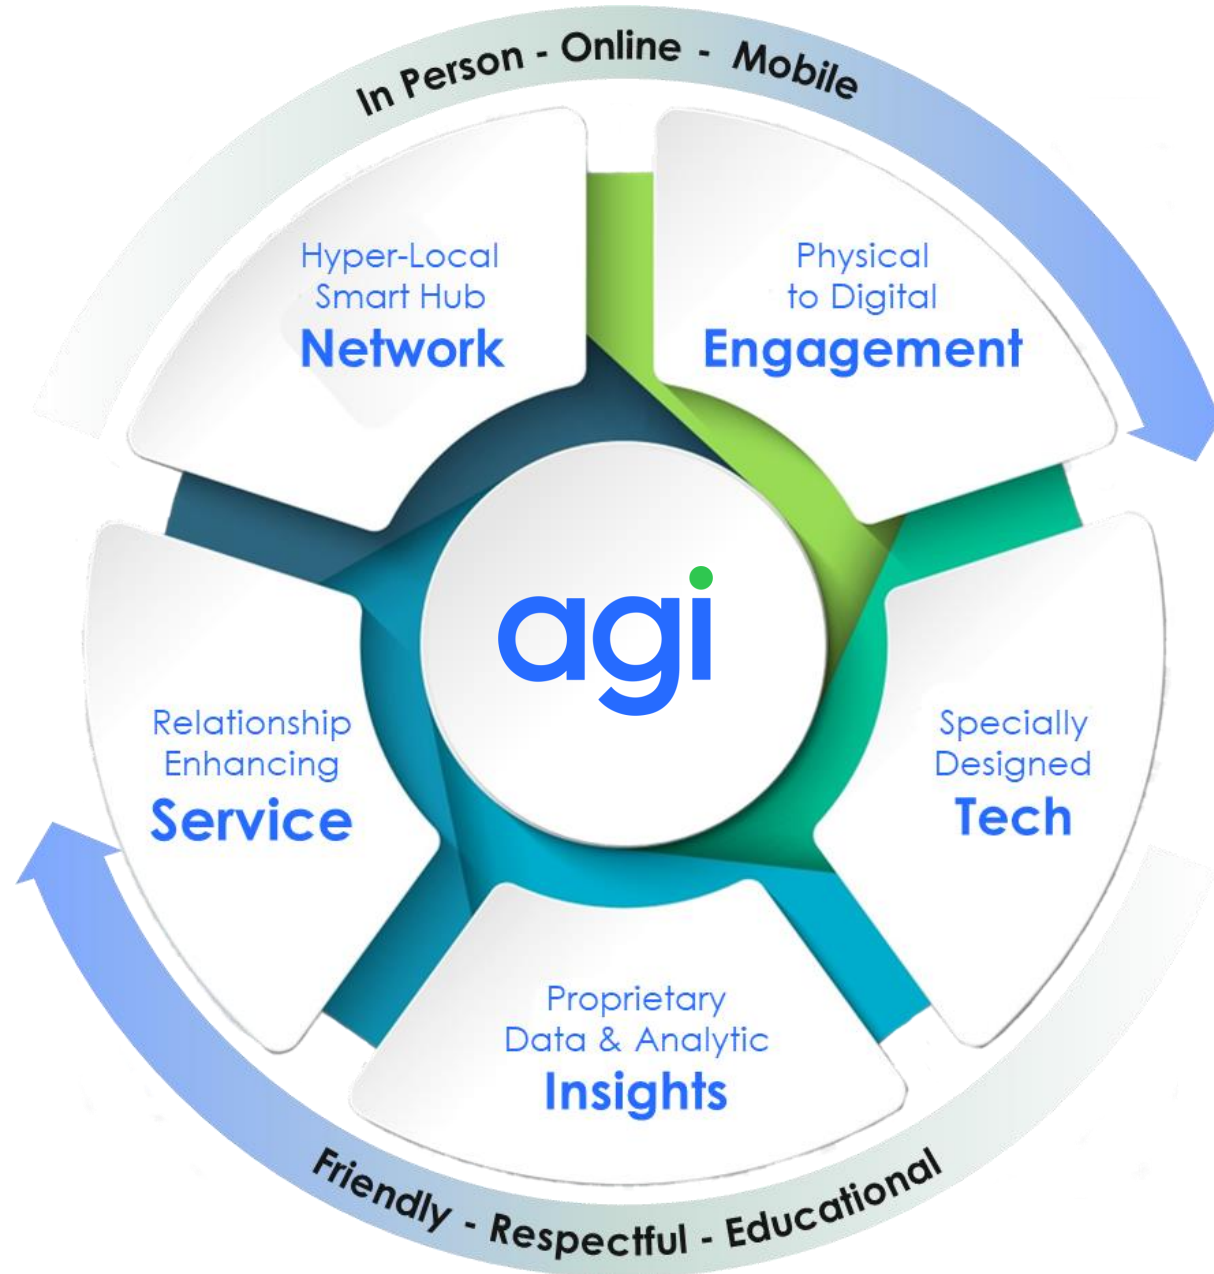 In Person - Online - Mobile
Hyper-Local
Smart Hub
Network
Physical
to Digital
Engagement
agi
Relationship
Enhancing
Service
Specially
Designed
Tech
Proprietary
Data & Analytic
Insights
Friendly - Respectful - Educational